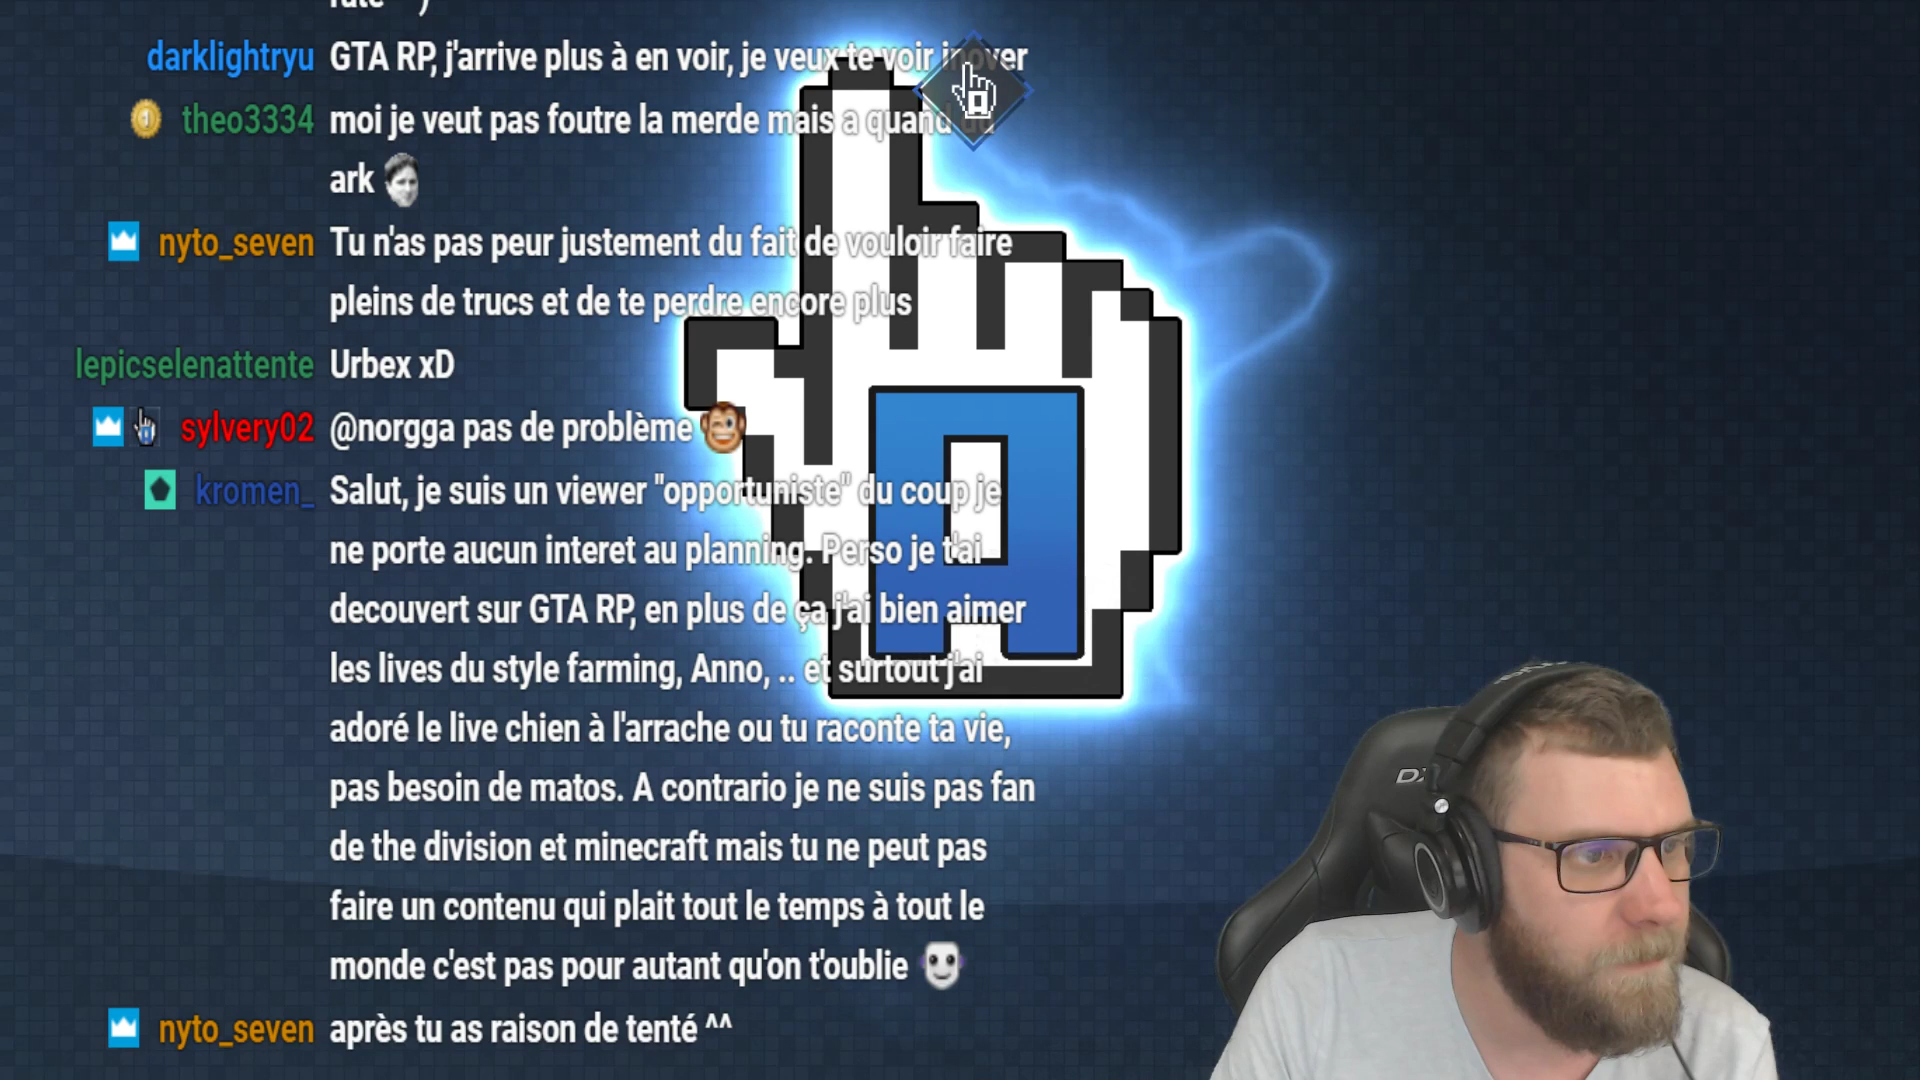 darklightryu GTA RP, j'arrive plus à en voir, je veux te voir inover
theo3334 moi je veut pas foutre la merde mais a quand du
ark
nyto_seven Tu n'as pas peur justement du fait de vouloir faire
pleins de trucs et de te perdre encore plus
lepicselenattente Urbex xD
sylvery02 @norgga pas de problème
kromen_ Salut, je suis un viewer "opportuniste" du coup je
ne porte aucun interet au planning. Perso je t'ai
decouvert sur GTA RP, en plus de ça j'ai bien aimer
les lives du style farming, Anno, .. et surtout j'ai
adoré le live chien à l'arrache ou tu raconte ta vie,
pas besoin de matos. A contrario je ne suis pas fan
de the division et minecraft mais tu ne peut pas
faire un contenu qui plait tout le temps à tout le
monde c'est pas pour autant qu'on t'oublie
nyto_seven après tu as raison de tenté ^^